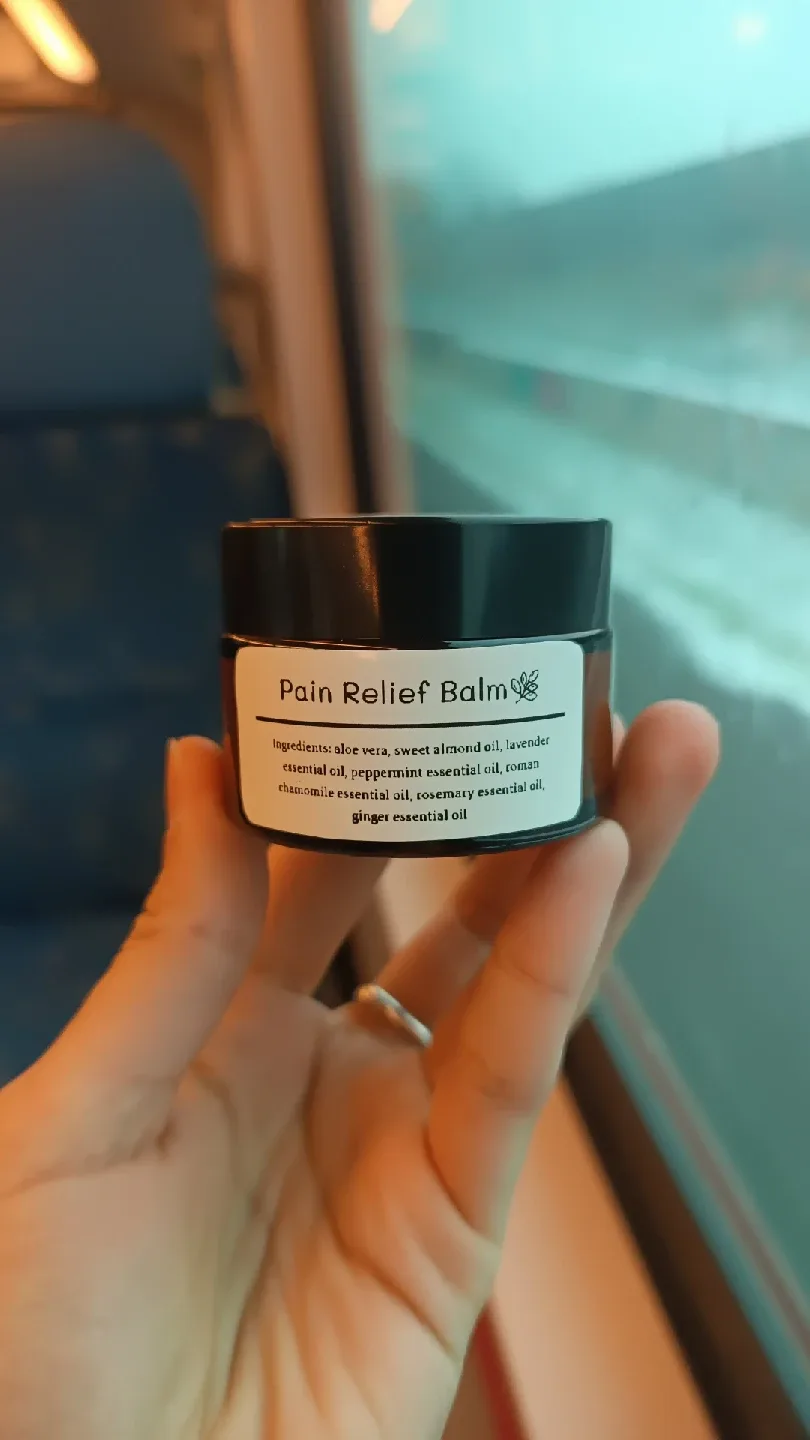 Pain Relief Balm
Ingredients: aloe vera, sweet almond oil, lavender
essential oil, peppermint essential oil, roman
chamomile essential oil, rosemary essential oil,
ginger essential oil